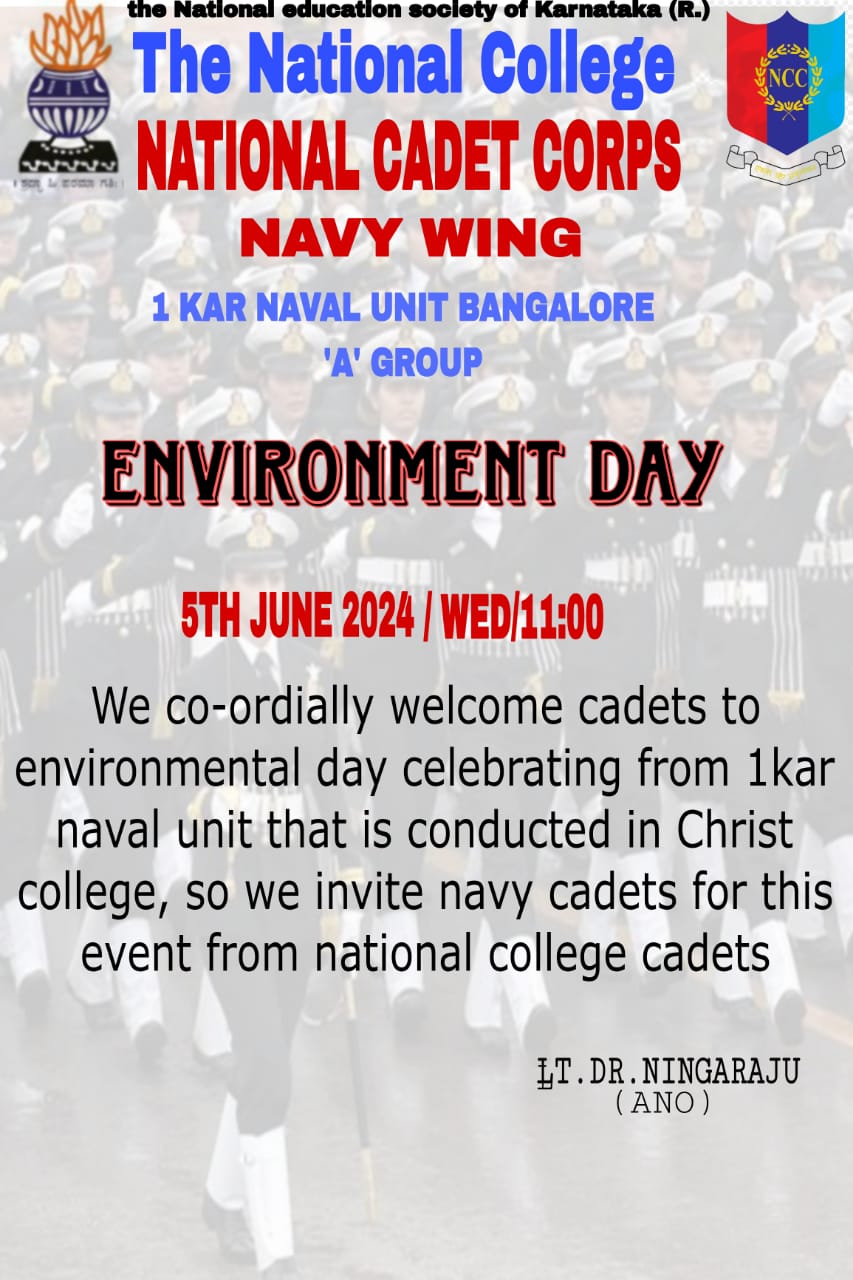 the National education society of Karnataka (R.)
The National College
NCC
NATIONAL CADET CORPS
NAVY WING
1 KAR NAVAL UNIT BANGALORE
'A' GROUP
ENVIRONMENT DAY
5TH JUNE 2024 / WED/11:00
We co-ordially welcome cadets to
environmental day celebrating from 1kar
naval unit that is conducted in Christ
college, so we invite navy cadets for this
event from national college cadets
LT.DR.NINGARAJU
(ANO)